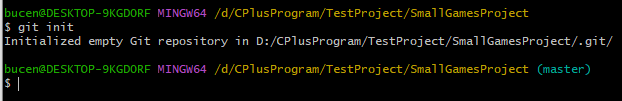 bucen@DESKTOP-9KGDORF MINGW64 /d/CPlusProgram/TestProject/SmallGamesProject
$ git init
Initialized empty Git repository in D:/CPlusProgram/TestProject/SmallGamesProject/.git/
bucen@DESKTOP-9KGDORF MINGW64 /d/CPlusProgram/TestProject/SmallGamesProject (master)
$